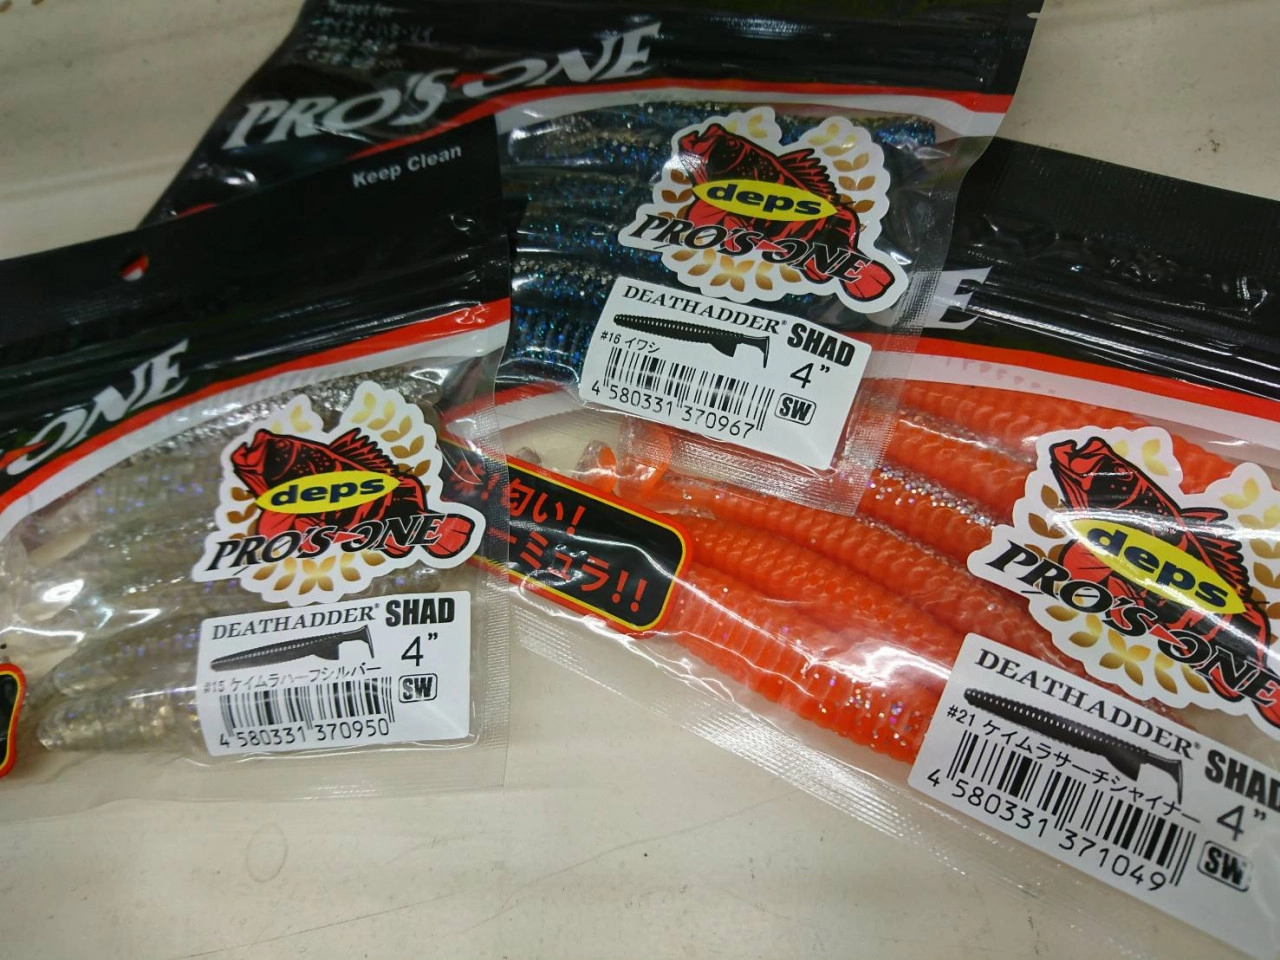 Target for
PRO'S ONE
Keep Clean
deps
PRO'S ONE
DEATHADDER® SHAD
4"
#16 イワシ
SW
4 580331 370967
ONE
deps
PRO'S ONE
DEATHADDER® SHAD
4"
#15 ケイムラハーフシルバー
SW
4 580331 370950
匂い!
ーミュラ!!
E
deps
PRO'S ONE
DEATHADDER® SHAD
4"
#21 ケイムラサーチシャイナー
SW
4 580331 371049